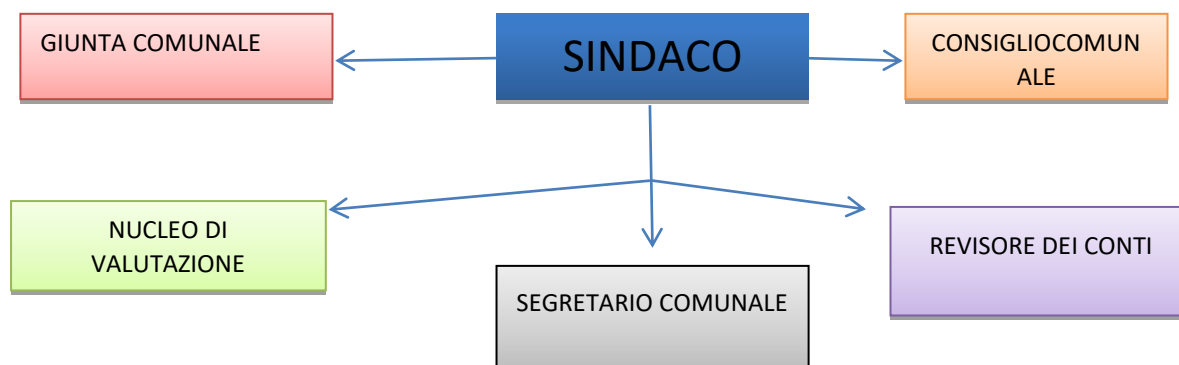 GIUNTA COMUNALE
SINDACO
CONSIGLIOCOMUN
ALE
NUCLEO DI
VALUTAZIONE
SEGRETARIO COMUNALE
REVISORE DEI CONTI